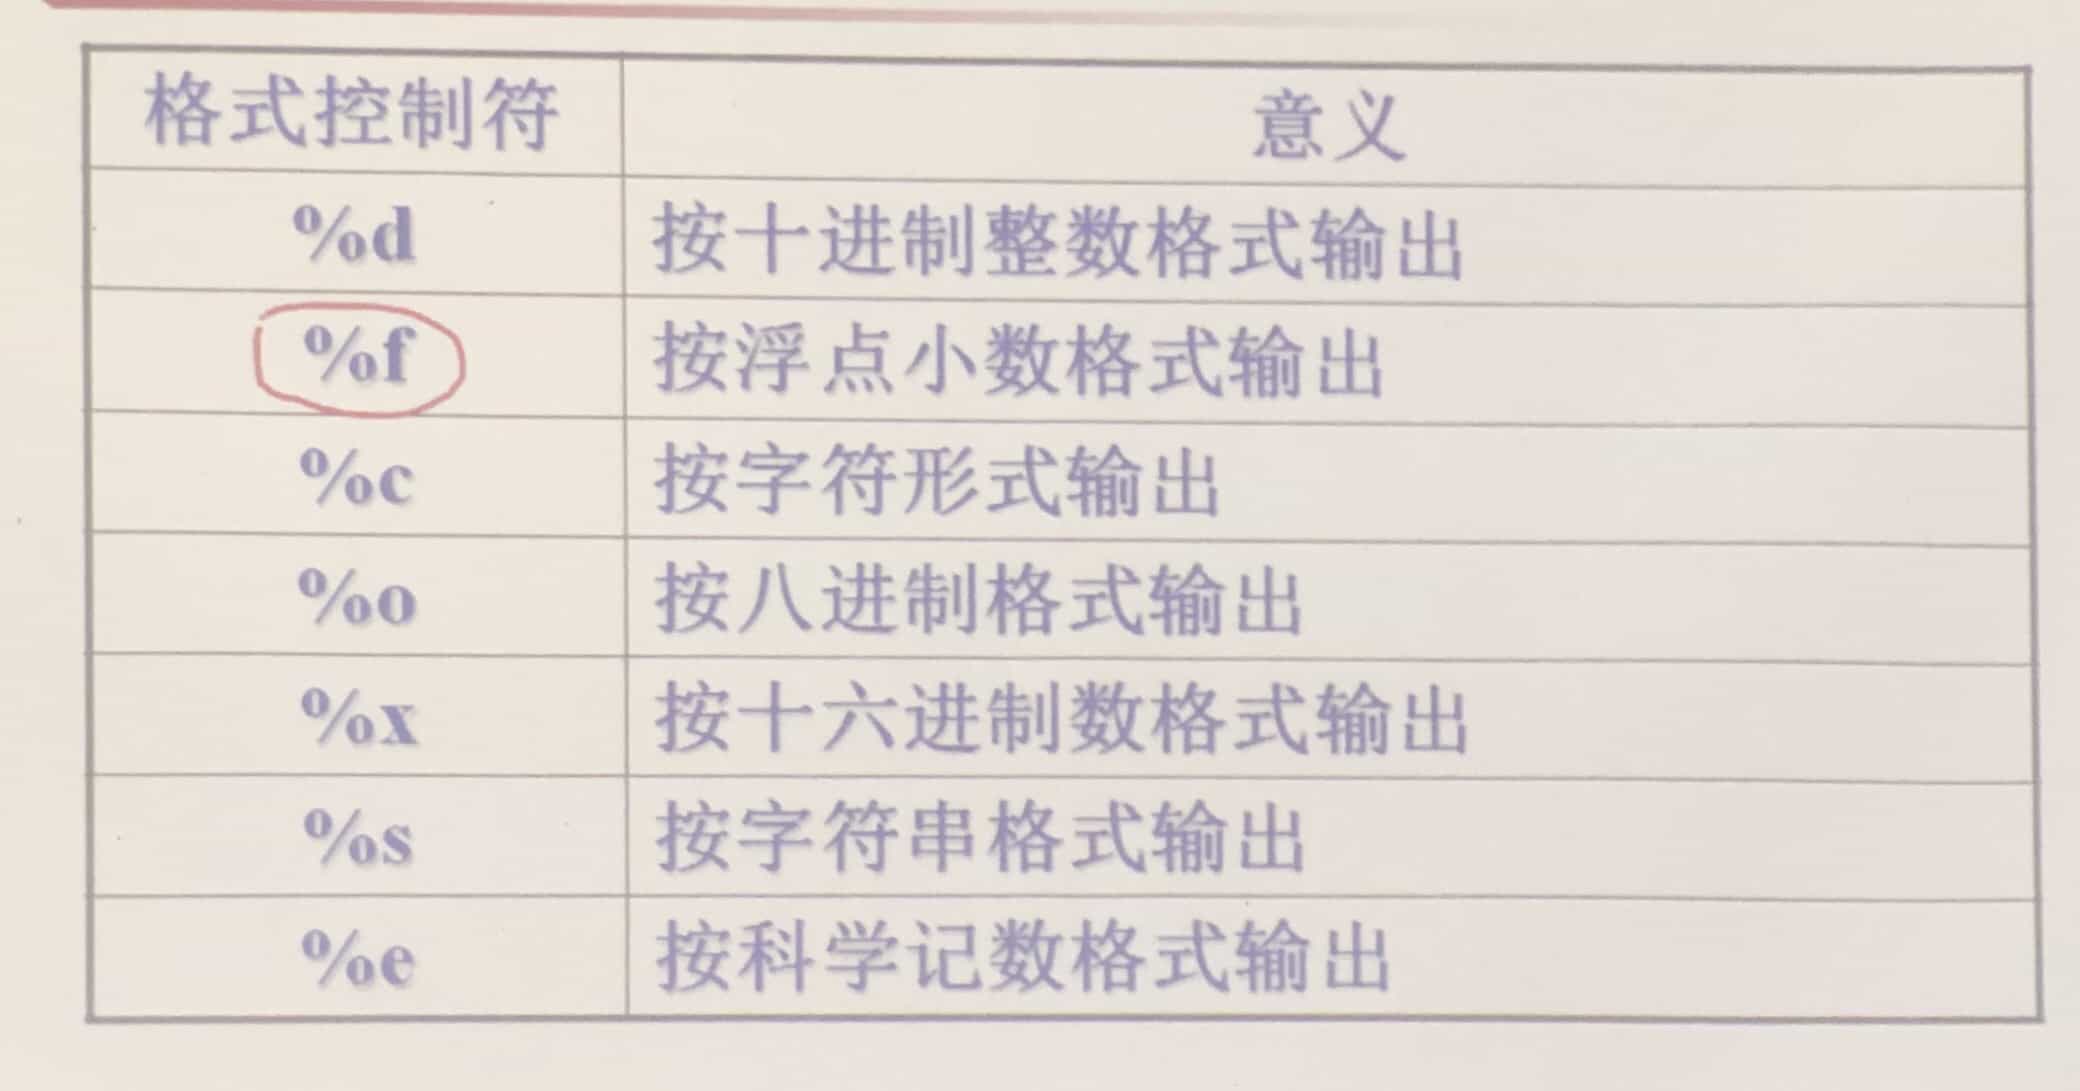 格式控制符 意义
%d 按十进制整数格式输出
%f 按浮点小数格式输出
%c 按字符形式输出
%o 按八进制格式输出
%x 按十六进制数格式输出
%s 按字符串格式输出
%e 按科学记数格式输出